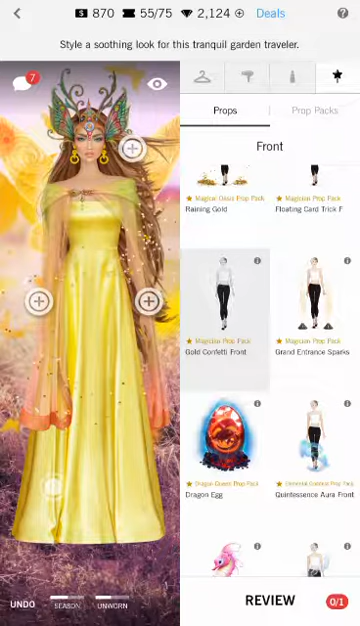 870 55/75 2,124 Deals
Style a soothing look for this tranquil garden traveler.
7
Props Prop Packs
Front
Magician Oasis Prop Pack Magician Prop Pack
Raining Gold Floating Card Trick F
Magician Prop Pack Magician Prop Pack
Gold Confetti Front Grand Entrance Sparks
Dragon Queen Prop Pack Prop Pack
Dragon Egg Quintessence Aura Front
UNDO SEASON UNWORN REVIEW 0/1